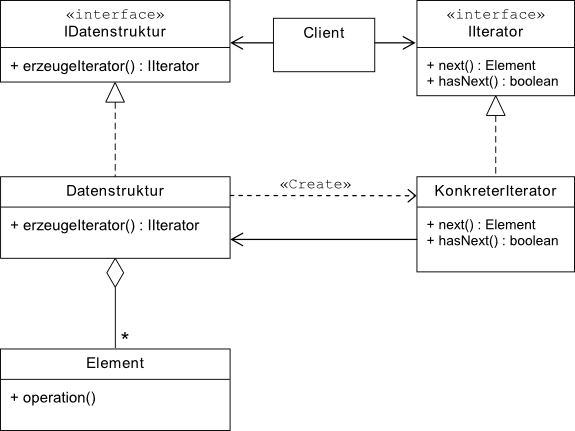 «interface»
IDatenstruktur
+ erzeugeIterator() : IIterator
Client
«interface»
IIterator
+ next() : Element
+ hasNext() : boolean
Datenstruktur
+ erzeugeIterator() : IIterator
«Create»
KonkreterIterator
+ next() : Element
+ hasNext() : boolean
*
Element
+ operation()